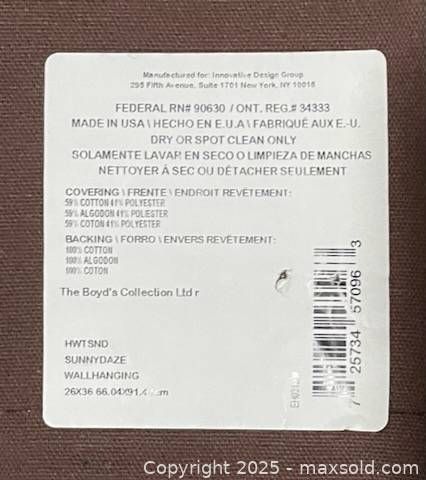 Manufactured for: Innovative Design Group
295 Fifth Avenue, Suite 1701 New York, NY 10016
FEDERAL RN# 90630 / ONT. REG.# 34333
MADE IN USA \ HECHO EN E.U.A \ FABRIQUÉ AUX E.-U.
DRY OR SPOT CLEAN ONLY
SOLAMENTE LAVAR EN SECO O LIMPIEZA DE MANCHAS
NETTOYER À SEC OU DÉTACHER SEULEMENT
COVERING \ FRENTE \ ENDROIT REVÊTEMENT:
59% COTTON 41% POLYESTER
59% ALGODON 41% POLIESTER
59% COTON 41% POLYESTER
BACKING \ FORRO \ ENVERS REVÊTEMENT:
100% COTTON
100% ALGODON
100% COTON
The Boyd's Collection Ltd r
HWTSND
SUNNYDAZE
WALLHANGING
26X36 66.04X91.4 cm
7 25734 57096 3
Copyright © 2025 - maxsold.com